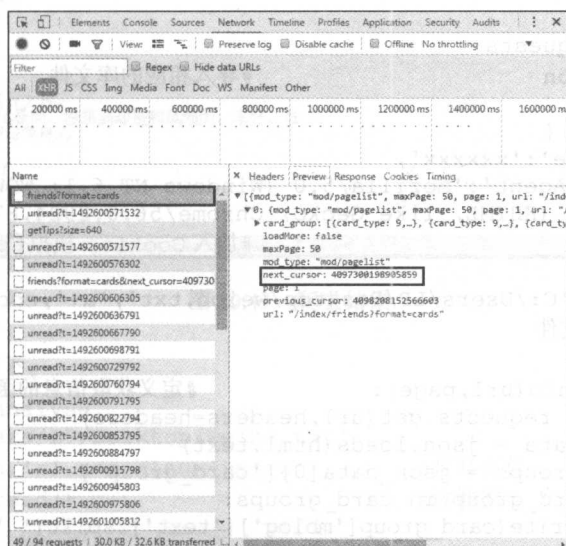 Elements Console Sources Network Timeline Profiles Application Security Audits
View: Preserve log Disable cache Offline No throttling
Filter Regex Hide data URLs
All XHR JS CSS Img Media Font Doc WS Manifest Other
200000 ms 400000 ms 600000 ms 800000 ms 1000000 ms 1200000 ms 1400000 ms 1600000 m
Name
friends?format=cards
unread?t=1492600571532
getTips?size=640
unread?t=1492600571577
unread?t=1492600576302
friends?format=cards&next_cursor=409730
unread?t=1492600606305
unread?t=1492600636791
unread?t=1492600667790
unread?t=1492600698791
unread?t=1492600729792
unread?t=1492600760794
unread?t=1492600791795
unread?t=1492600822794
unread?t=1492600853795
unread?t=1492600884797
unread?t=1492600915798
unread?t=1492600945803
unread?t=1492600975806
unread?t=1492601005812
49 / 94 requests | 30.0 KB / 32.6 KB transferred
× Headers Preview Response Cookies Timing
▼[{mod_type: "mod/pagelist", maxPage: 50, page: 1, url: "/ind
▼0: {mod_type: "mod/pagelist", maxPage: 50, page: 1, url: "/
▶card_group: [{card_type: 9,…}, {card_type: 9,…}, {card_ty
loadMore: false
maxPage: 50
mod_type: "mod/pagelist"
next_cursor: 4097300198905859
page: 1
previous_cursor: 4098208152566603
url: "/index/friends?format=cards"